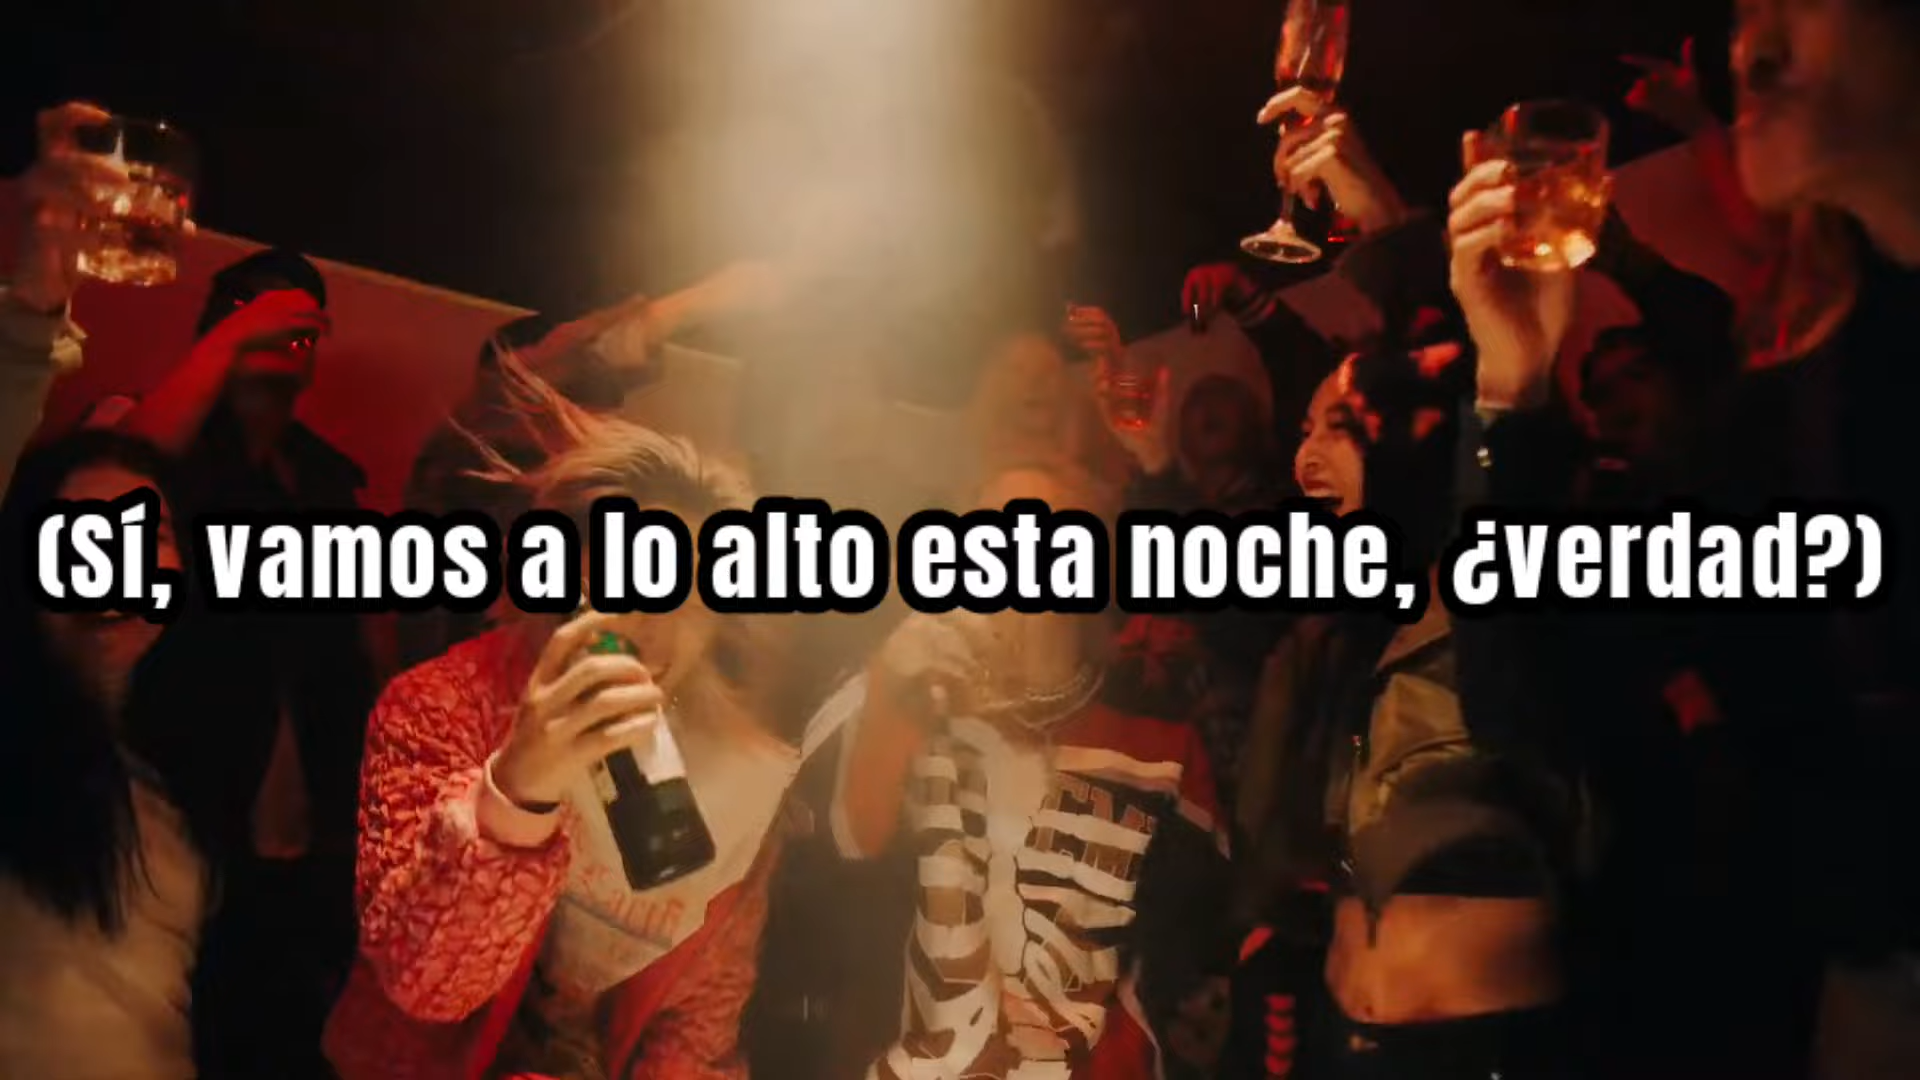 (Sí, vamos a lo alto esta noche, ¿verdad?)